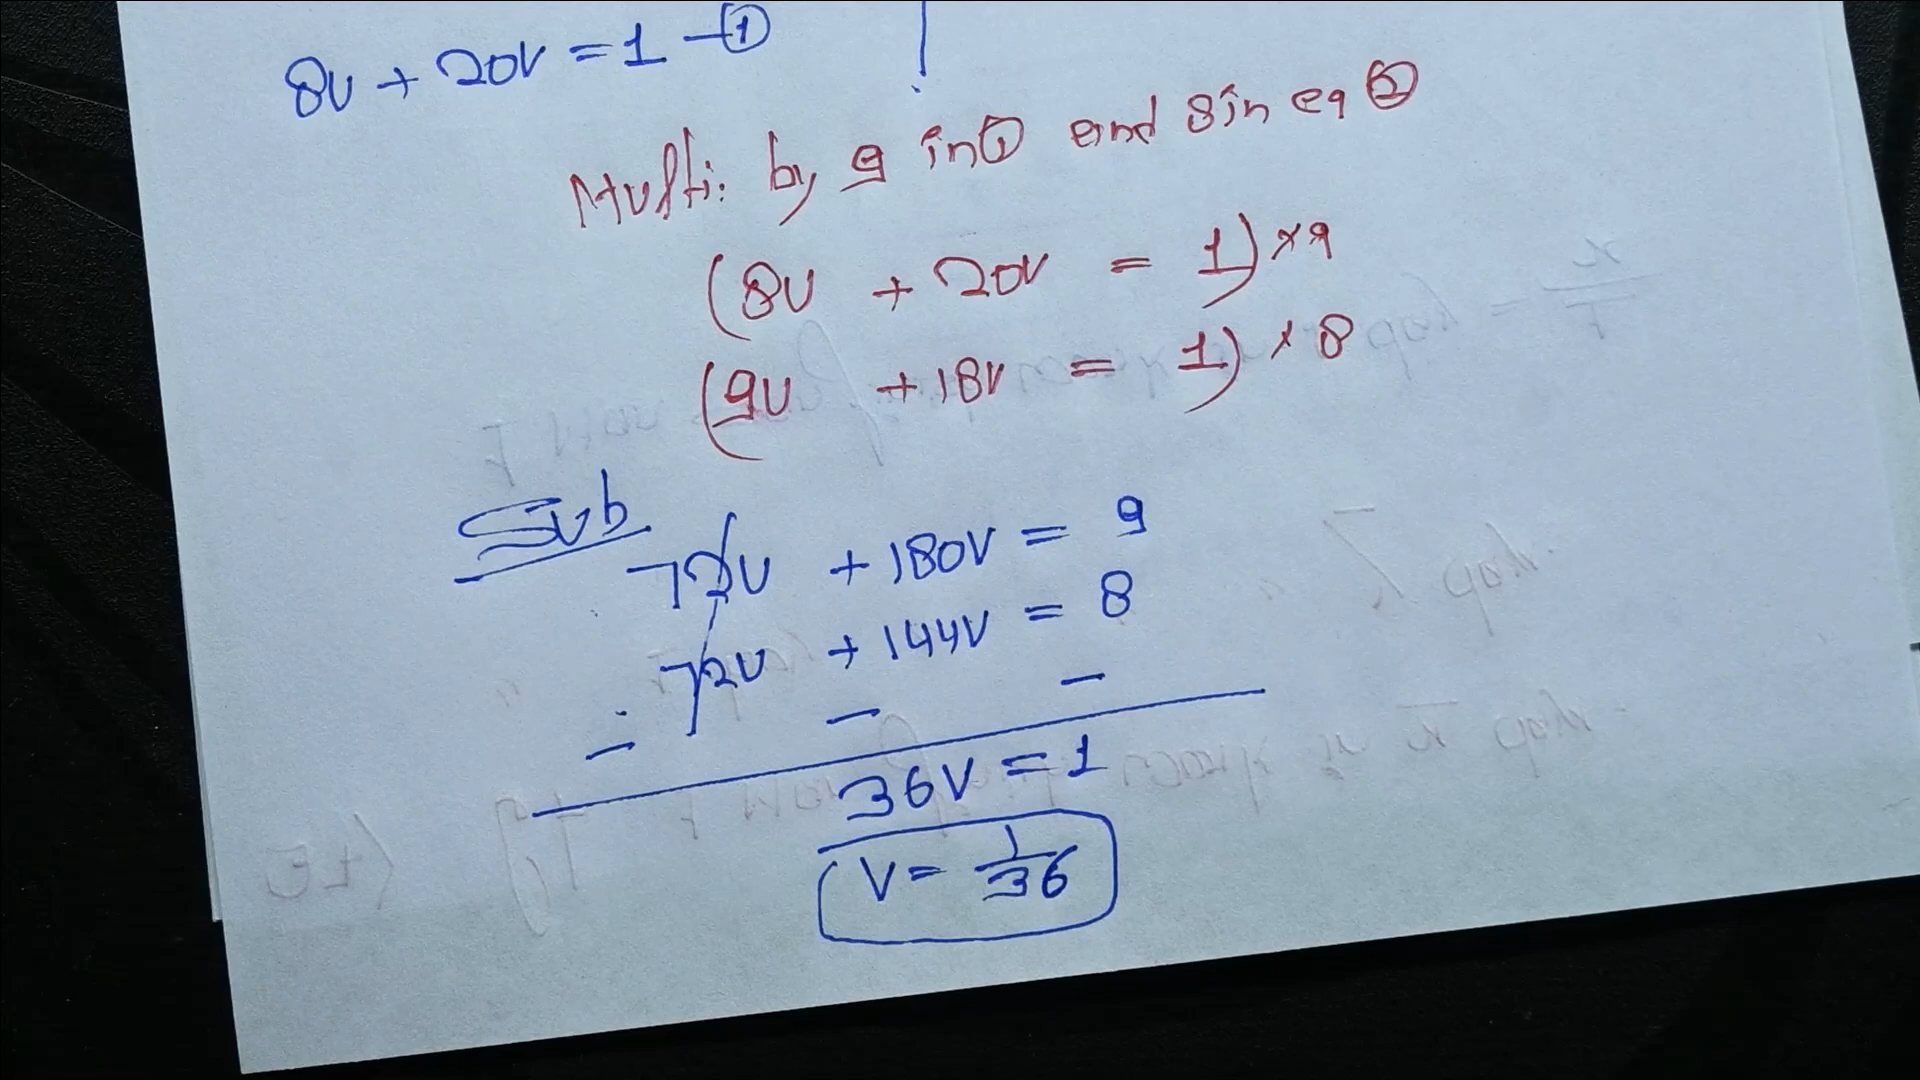 8u + 20v = 1 — ①
Multi: by 9 in ① and 8 in eq ②
(8u + 20v = 1) × 9
(9u + 18v = 1) × 8
Sub
72u + 180v = 9
72u + 144v = 8
− − −
36v = 1
v = 1/36